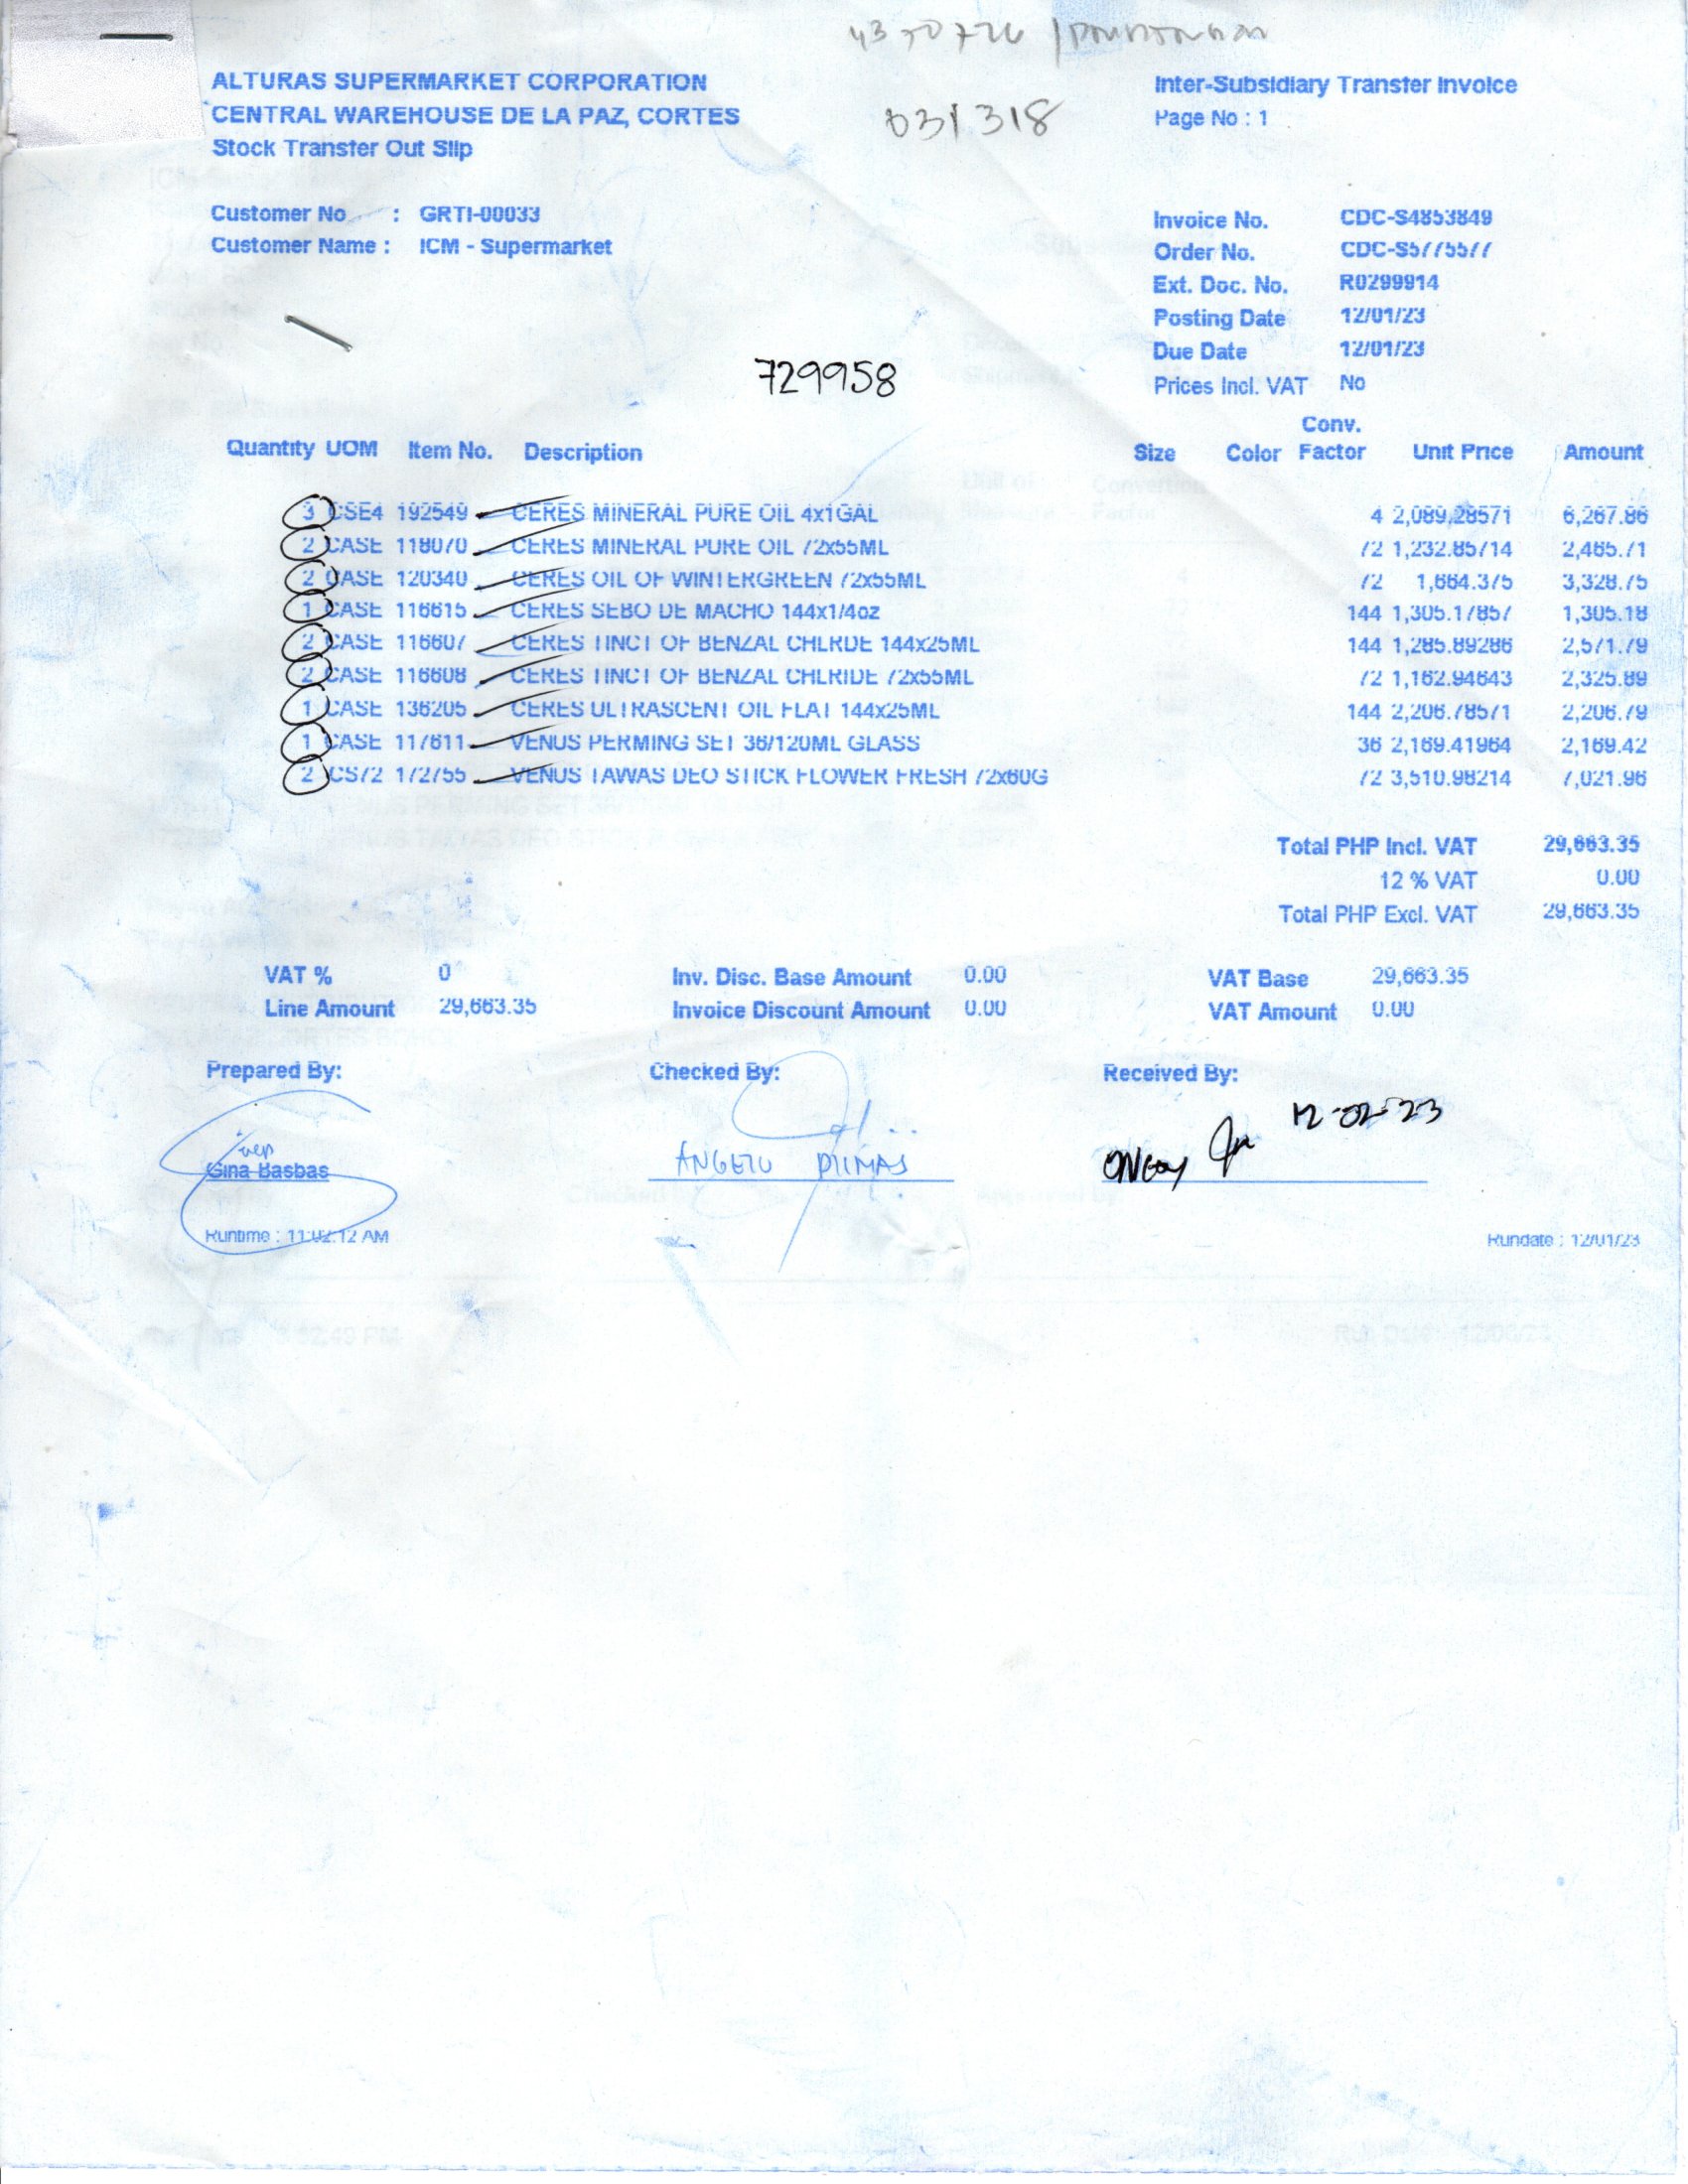 4370726 /
ALTURAS SUPERMARKET CORPORATION
CENTRAL WAREHOUSE DE LA PAZ, CORTES
Stock Transfer Out Slip
031318
Inter-Subsidiary Transfer Invoice
Page No : 1
Customer No : GRTI-00033
Customer Name : ICM - Supermarket
Invoice No. CDC-S4853849
Order No. CDC-S5775577
Ext. Doc. No. R0299914
Posting Date 12/01/23
Due Date 12/01/23
Prices Incl. VAT No
729958
Quantity UOM Item No. Description Size Color Conv. Factor Unit Price Amount
3 CSE4 192549 CERES MINERAL PURE OIL 4x1GAL 4 2,089.28571 6,267.86
2 CASE 118070 CERES MINERAL PURE OIL 72x55ML 72 1,232.85714 2,465.71
2 CASE 120340 CERES OIL OF WINTERGREEN 72x55ML 72 1,664.375 3,328.75
1 CASE 116615 CERES SEBO DE MACHO 144x1/4oz 144 1,305.17857 1,305.18
2 CASE 116607 CERES TINCT OF BENZAL CHLRDE 144x25ML 144 1,285.89286 2,571.79
2 CASE 116608 CERES TINCT OF BENZAL CHLRIDE 72x55ML 72 1,162.94643 2,325.89
1 CASE 136205 CERES ULTRASCENT OIL FLAT 144x25ML 144 2,206.78571 2,206.79
1 CASE 117611 VENUS PERMING SET 36/120ML GLASS 36 2,169.41964 2,169.42
2 CS72 172755 VENUS TAWAS DEO STICK FLOWER FRESH 72x60G 72 3,510.98214 7,021.96
Total PHP Incl. VAT 29,663.35
12 % VAT 0.00
Total PHP Excl. VAT 29,663.35
VAT % 0 Inv. Disc. Base Amount 0.00 VAT Base 29,663.35
Line Amount 29,663.35 Invoice Discount Amount 0.00 VAT Amount 0.00
Prepared By: Checked By: Received By:
12-02-23
Gina Basbas
Runtime : 11:02:12 AM Rundate : 12/01/23